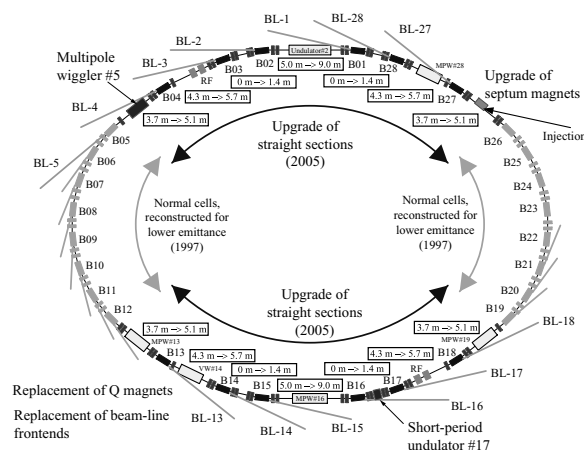 BL-1
BL-28
BL-27
BL-2
BL-3
BL-4
BL-5
Undulator#2
MPW#28
B02
B01
B28
B03
B27
RF
B04
5.0 m –> 9.0 m
0 m –> 1.4 m
0 m –> 1.4 m
4.3 m –> 5.7 m
4.3 m –> 5.7 m
3.7 m –> 5.1 m
3.7 m –> 5.1 m
Multipole
wiggler #5
Upgrade of
septum magnets
Injection
Upgrade of
straight sections
(2005)
B05
B06
B07
B08
B09
B10
B11
B12
B26
B25
B24
B23
B22
B21
B20
B19
Normal cells,
reconstructed for
lower emittance
(1997)
Normal cells,
reconstructed for
lower emittance
(1997)
Upgrade of
straight sections
(2005)
3.7 m –> 5.1 m
3.7 m –> 5.1 m
MPW#13
MPW#19
BL-18
B13
B18
4.3 m –> 5.7 m
4.3 m –> 5.7 m
VW#14
RF
0 m –> 1.4 m
0 m –> 1.4 m
B14
B17
BL-17
B15
5.0 m –> 9.0 m
B16
MPW#16
Replacement of Q magnets
Replacement of beam-line
frontends
BL-13
BL-14
BL-15
BL-16
Short-period
undulator #17